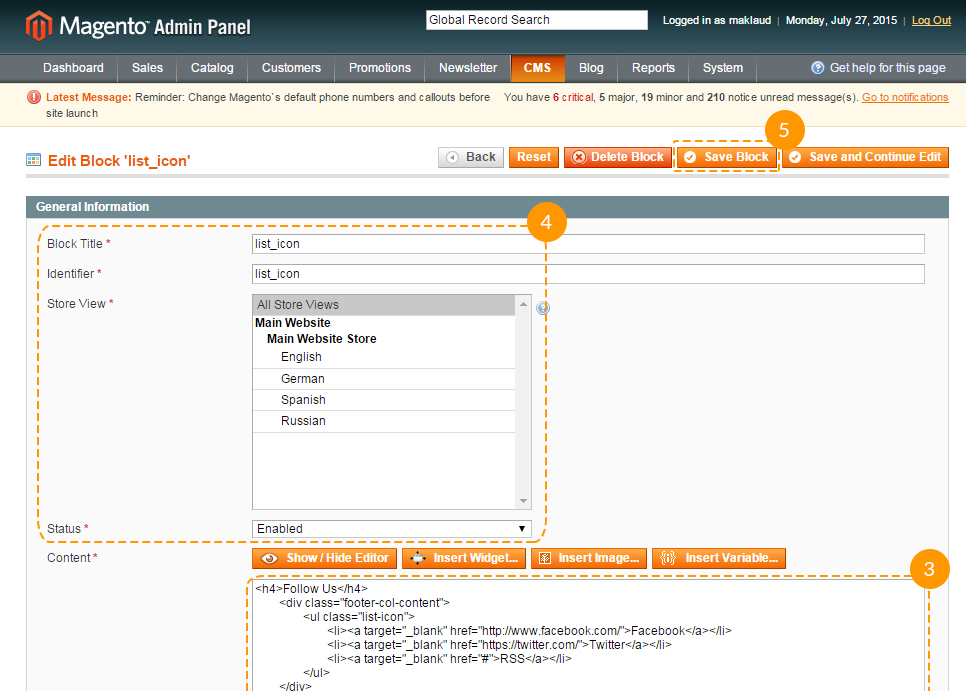 Magento™ Admin Panel
Global Record Search
Logged in as maklaud | Monday, July 27, 2015 | Log Out
Dashboard Sales Catalog Customers Promotions Newsletter CMS Blog Reports System Get help for this page
Latest Message: Reminder: Change Magento`s default phone numbers and callouts before site launch
You have 6 critical, 5 major, 19 minor and 210 notice unread message(s). Go to notifications
5
Edit Block 'list_icon'
Back Reset Delete Block Save Block Save and Continue Edit
General Information
4
Block Title * list_icon
Identifier * list_icon
Store View * All Store Views
Main Website
Main Website Store
English
German
Spanish
Russian
Status * Enabled
Content * Show / Hide Editor Insert Widget... Insert Image... Insert Variable...
3
<h4>Follow Us</h4>
<div class="footer-col-content">
<ul class="list-icon">
<li><a target="_blank" href="http://www.facebook.com/">Facebook</a></li>
<li><a target="_blank" href="https://twitter.com/">Twitter</a></li>
<li><a target="_blank" href="#">RSS</a></li>
</ul>
</div>